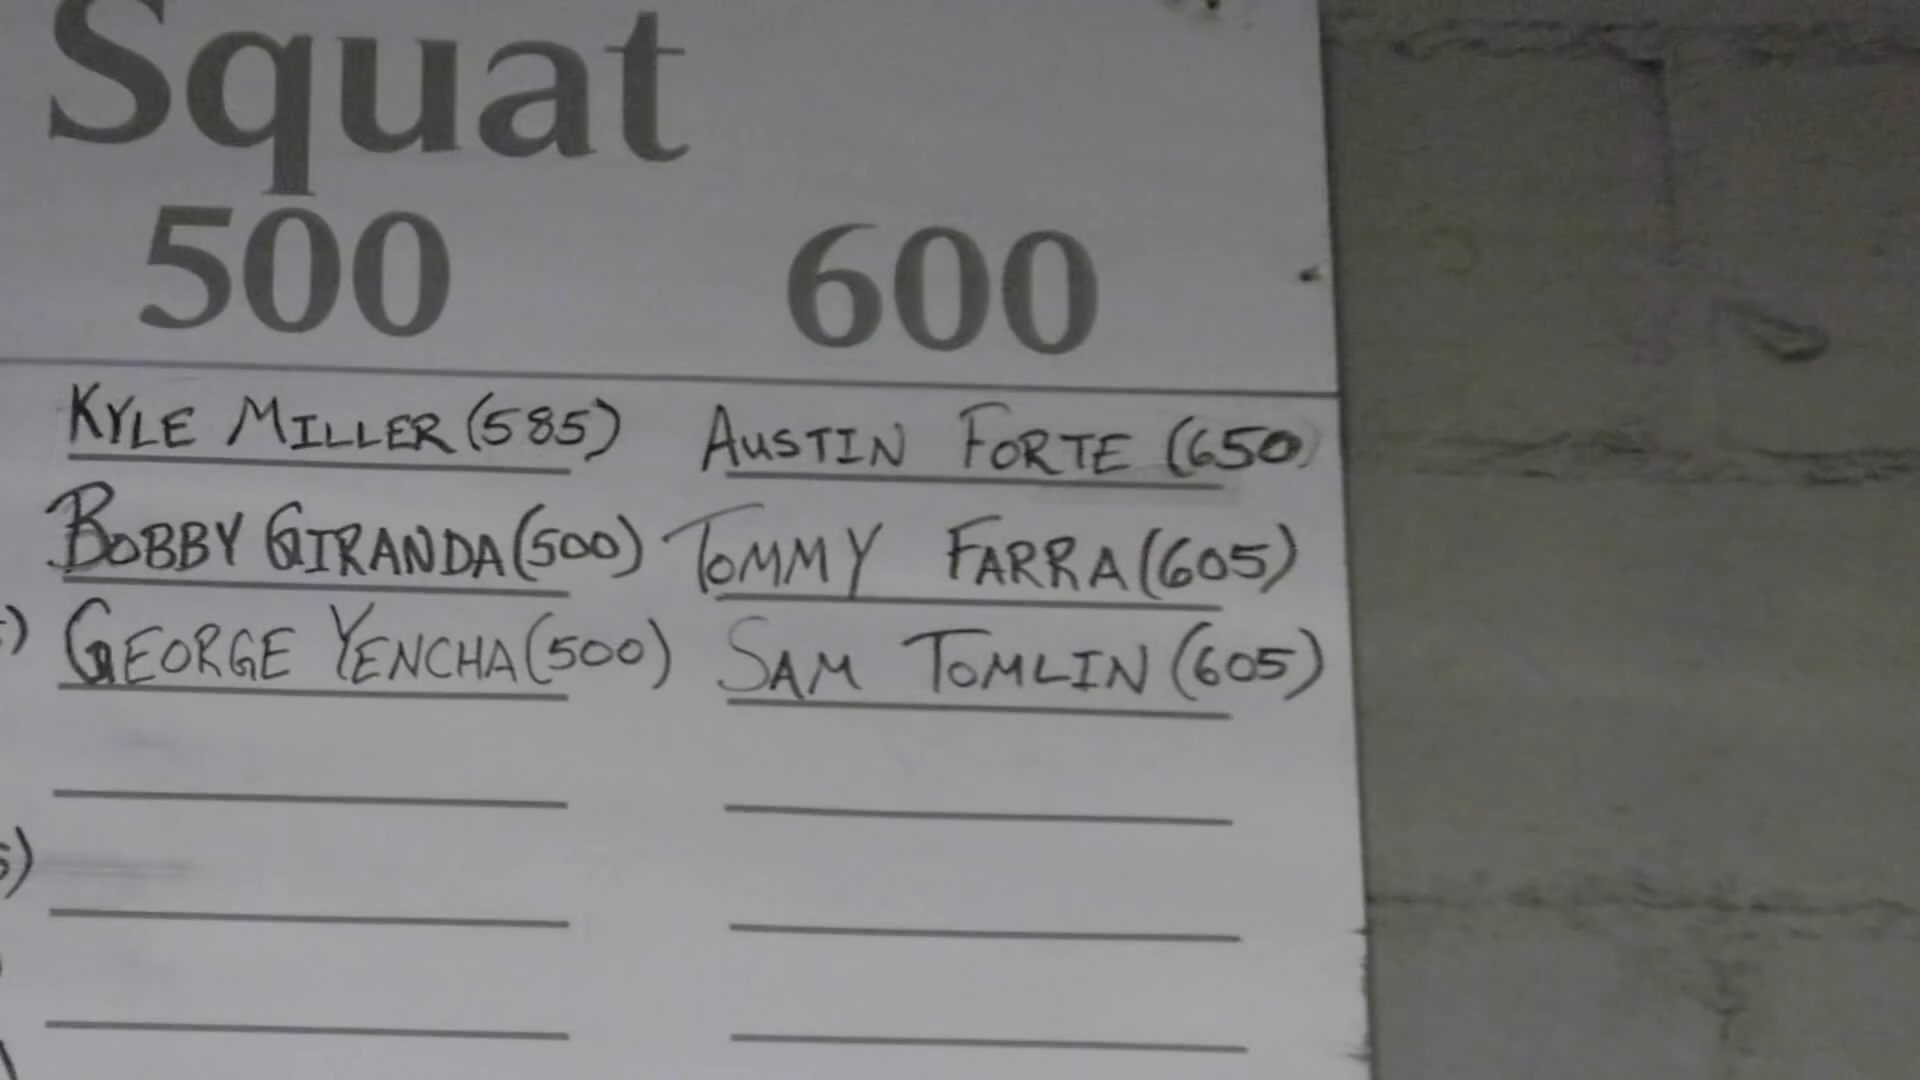 Squat
500 600
KYLE MILLER (585) AUSTIN FORTE (650)
BOBBY GIRANDA (500) TOMMY FARRA (605)
GEORGE YENCHA (500) SAM TOMLIN (605)